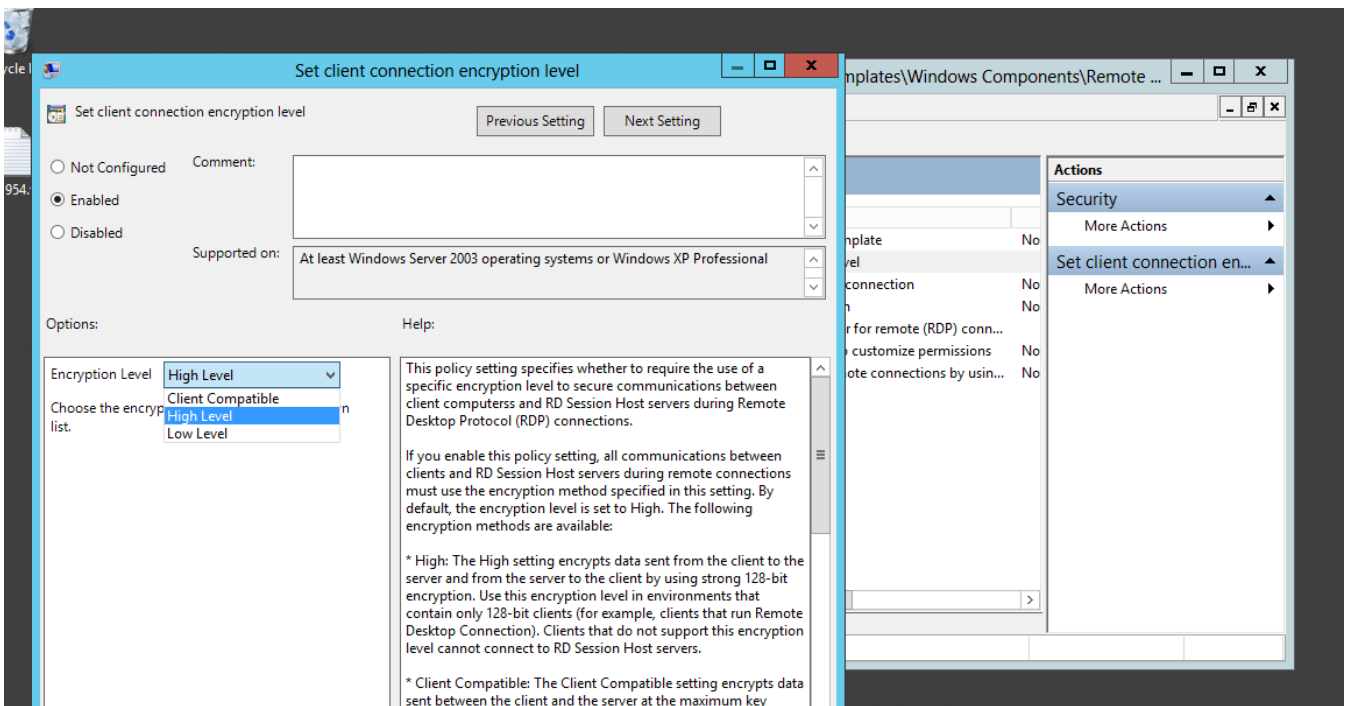 Set client connection encryption level
Set client connection encryption level
Previous Setting
Next Setting
Not Configured
Enabled
Disabled
Comment:
Supported on:
At least Windows Server 2003 operating systems or Windows XP Professional
Options:
Help:
Encryption Level
High Level
Client Compatible
High Level
Low Level
Choose the encryp
n
list.
This policy setting specifies whether to require the use of a
specific encryption level to secure communications between
client computerss and RD Session Host servers during Remote
Desktop Protocol (RDP) connections.
If you enable this policy setting, all communications between
clients and RD Session Host servers during remote connections
must use the encryption method specified in this setting. By
default, the encryption level is set to High. The following
encryption methods are available:
* High: The High setting encrypts data sent from the client to the
server and from the server to the client by using strong 128-bit
encryption. Use this encryption level in environments that
contain only 128-bit clients (for example, clients that run Remote
Desktop Connection). Clients that do not support this encryption
level cannot connect to RD Session Host servers.
* Client Compatible: The Client Compatible setting encrypts data
sent between the client and the server at the maximum key
ycle
954.
mplates\Windows Components\Remote ...
nplate No
vel
connection No
n No
r for remote (RDP) conn...
customize permissions No
ote connections by usin... No
Actions
Security
More Actions
Set client connection en...
More Actions